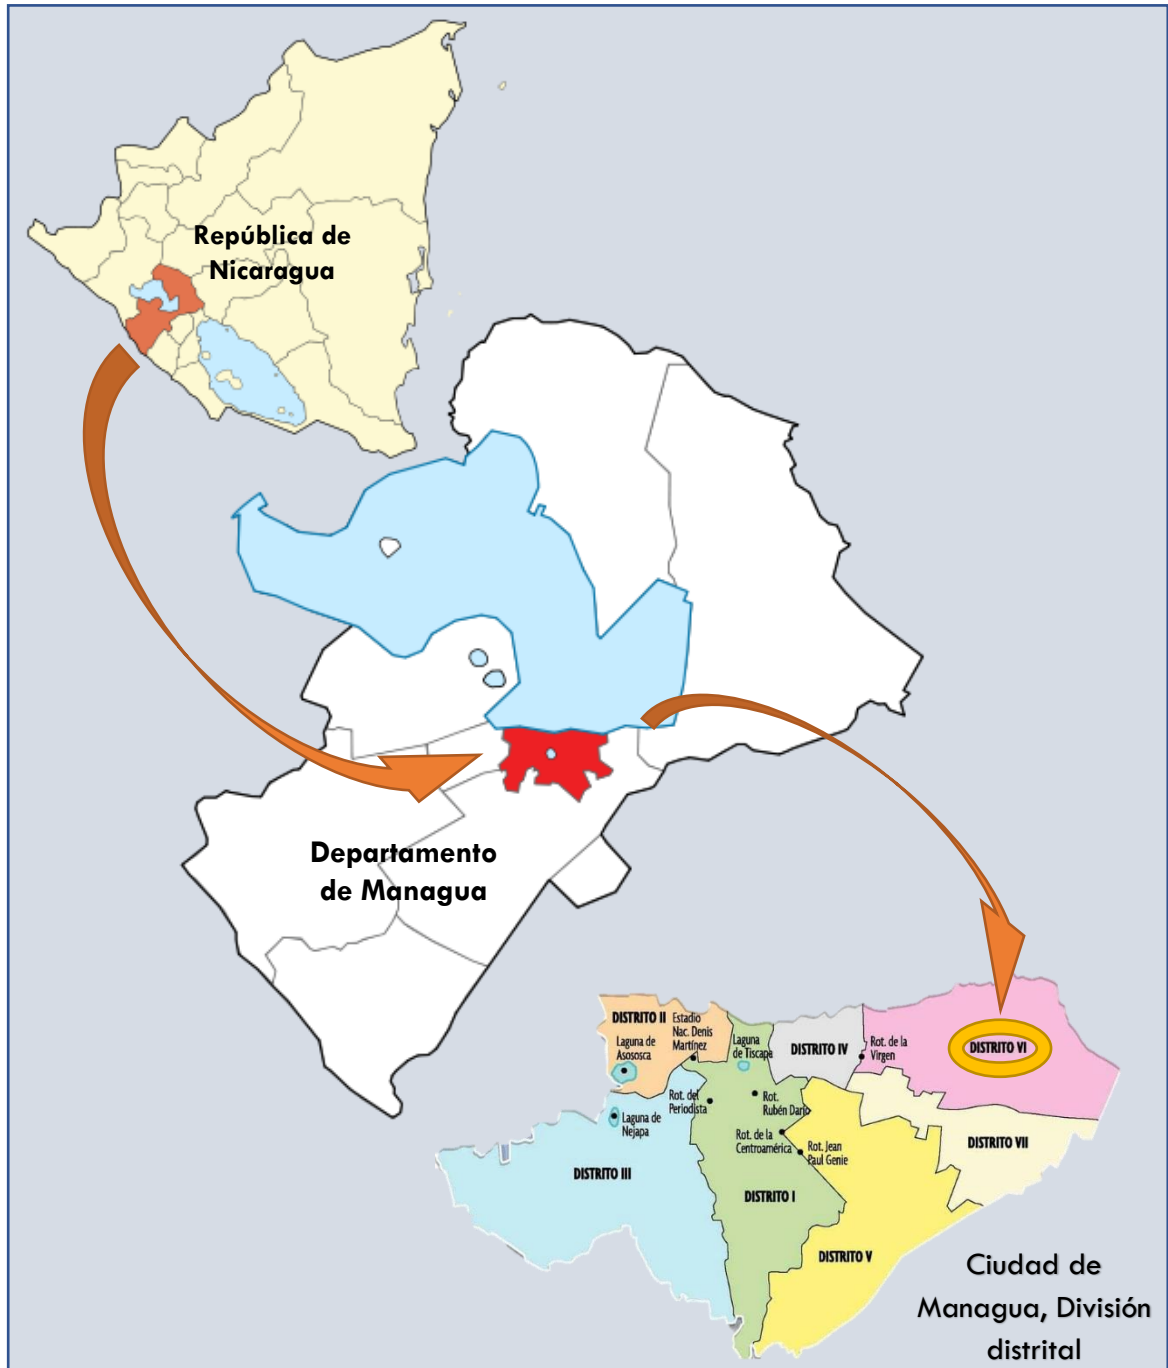 República de
Nicaragua
Departamento
de Managua
DISTRITO II
Estadio
Nac. Denis
Martínez
Laguna de
Asososca
Laguna
de Tiscapa
DISTRITO IV
Rot. de la
Virgen
DISTRITO VI
Rot. del
Periodista
Rot.
Rubén Darío
Laguna de
Nejapa
Rot. de la
Centroamérica
Rot. Jean
Paul Genie
DISTRITO VII
DISTRITO III
DISTRITO I
DISTRITO V
Ciudad de
Managua, División
distrital